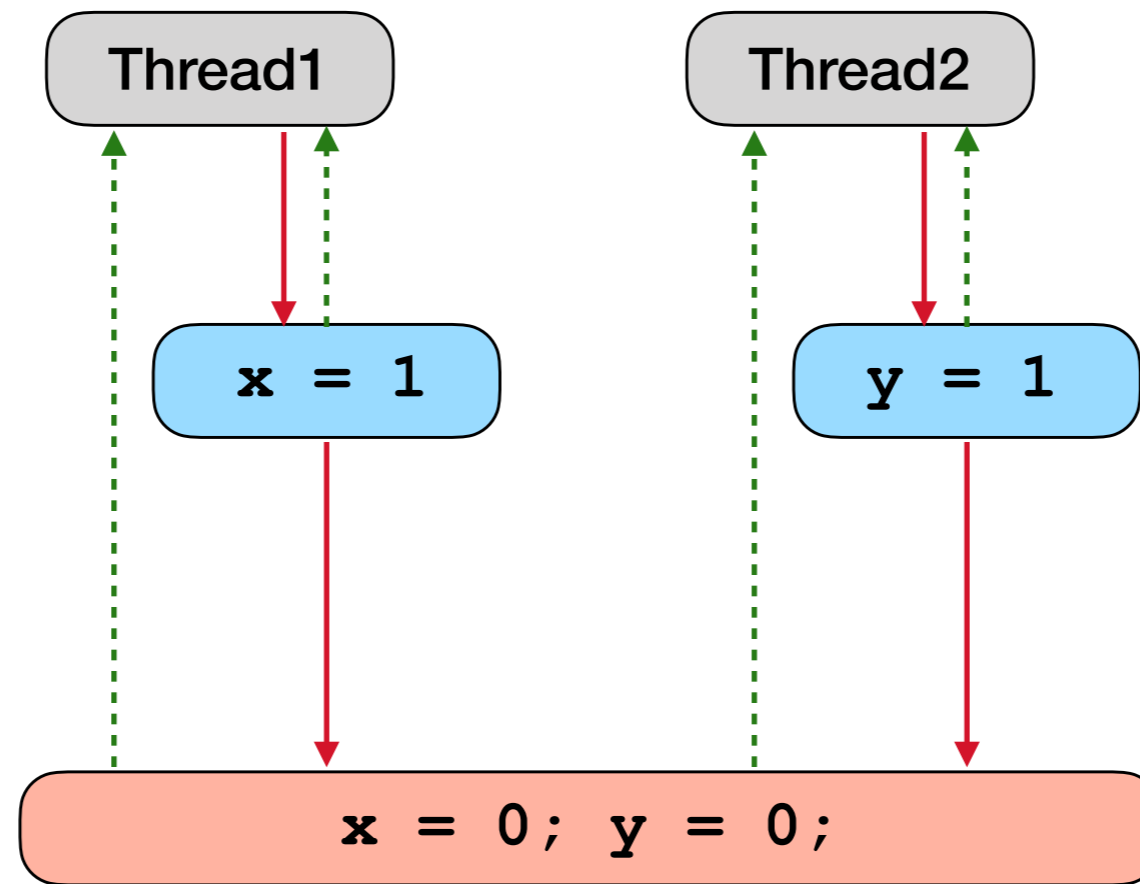 Thread1
Thread2
x = 1
y = 1
x = 0; y = 0;